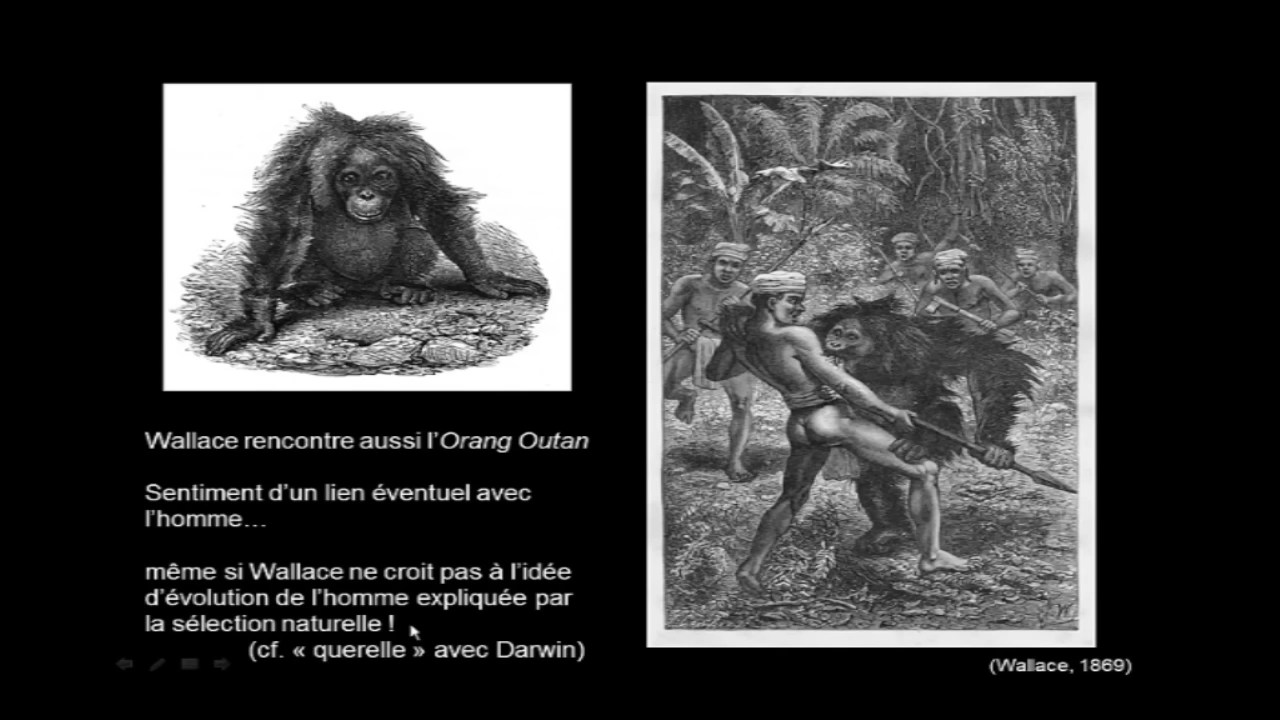 Wallace rencontre aussi l'Orang Outan
Sentiment d'un lien éventuel avec
l'homme…
même si Wallace ne croit pas à l'idée
d'évolution de l'homme expliquée par
la sélection naturelle !
(cf. « querelle » avec Darwin)
(Wallace, 1869)